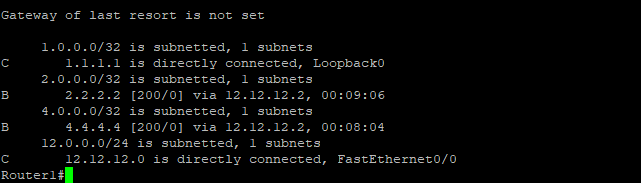 Gateway of last resort is not set
     1.0.0.0/32 is subnetted, 1 subnets
C       1.1.1.1 is directly connected, Loopback0
     2.0.0.0/32 is subnetted, 1 subnets
B       2.2.2.2 [200/0] via 12.12.12.2, 00:09:06
     4.0.0.0/32 is subnetted, 1 subnets
B       4.4.4.4 [200/0] via 12.12.12.2, 00:08:04
     12.0.0.0/24 is subnetted, 1 subnets
C       12.12.12.0 is directly connected, FastEthernet0/0
Router1#